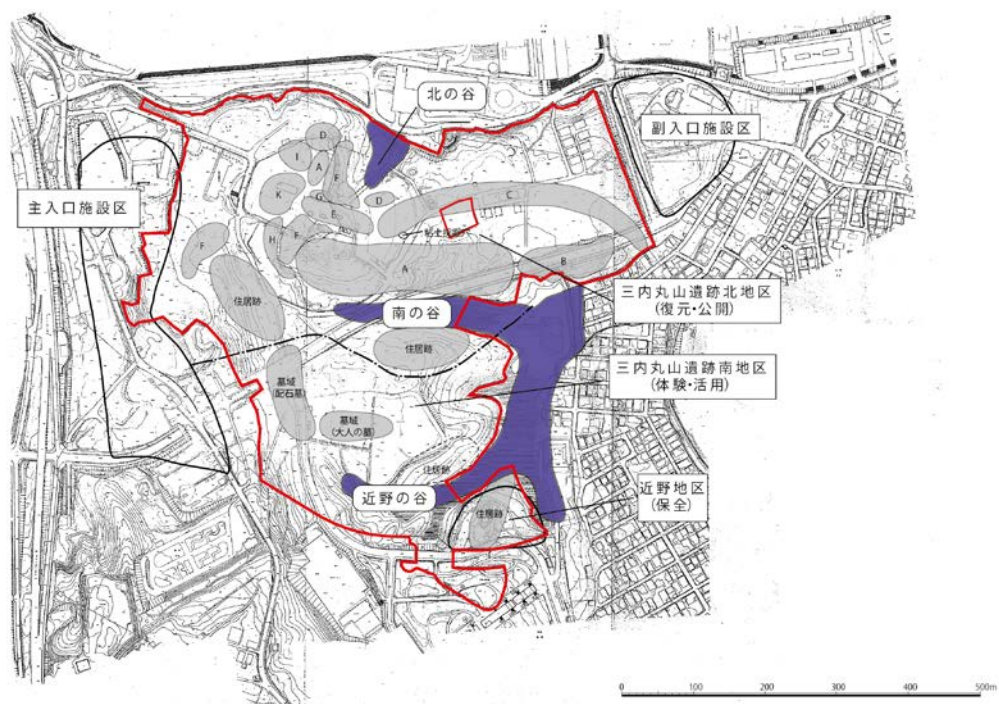 北の谷
副入口施設区
主入口施設区
D
I
A
F
D
K
G
E
C
F
H
F
A
B
住居跡
南の谷
住居跡
三内丸山遺跡北地区
(復元・公開)
三内丸山遺跡南地区
(体験・活用)
墓域
配石墓
墓域
(大人の墓)
住居跡
近野の谷
住居跡
近野地区
(保全)
0
100
200
300
400
500m